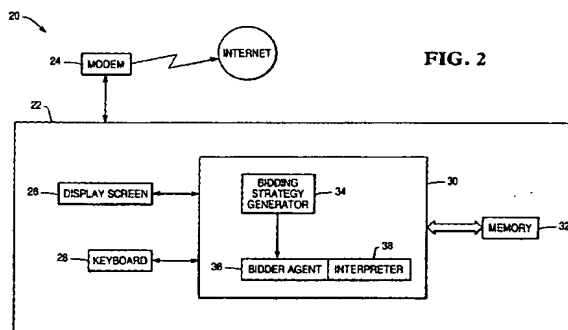 20
24
MODEM
INTERNET
FIG. 2
22
26
DISPLAY SCREEN
BIDDING
STRATEGY
GENERATOR
34
30
MEMORY
32
28
KEYBOARD
38
36
BIDDER AGENT
INTERPRETER